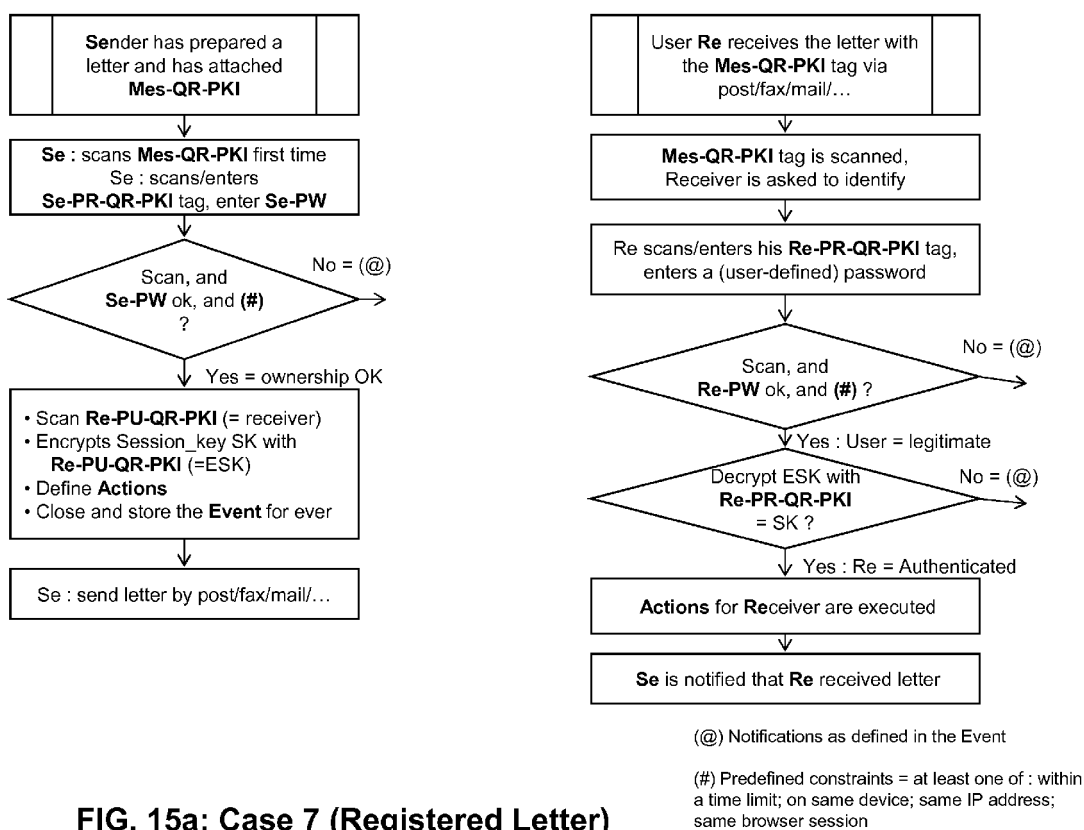 Sender has prepared a
letter and has attached
Mes-QR-PKI
Se : scans Mes-QR-PKI first time
Se : scans/enters
Se-PR-QR-PKI tag, enter Se-PW
Scan, and
Se-PW ok, and (#)
?
No = (@)
Yes = ownership OK
• Scan Re-PU-QR-PKI (= receiver)
• Encrypts Session_key SK with
Re-PU-QR-PKI (=ESK)
• Define Actions
• Close and store the Event for ever
Se : send letter by post/fax/mail/…
User Re receives the letter with
the Mes-QR-PKI tag via
post/fax/mail/…
Mes-QR-PKI tag is scanned,
Receiver is asked to identify
Re scans/enters his Re-PR-QR-PKI tag,
enters a (user-defined) password
Scan, and
Re-PW ok, and (#) ?
No = (@)
Yes : User = legitimate
Decrypt ESK with
Re-PR-QR-PKI
= SK ?
No = (@)
Yes : Re = Authenticated
Actions for Receiver are executed
Se is notified that Re received letter
(@) Notifications as defined in the Event
(#) Predefined constraints = at least one of : within
a time limit; on same device; same IP address;
same browser session
FIG. 15a: Case 7 (Registered Letter)